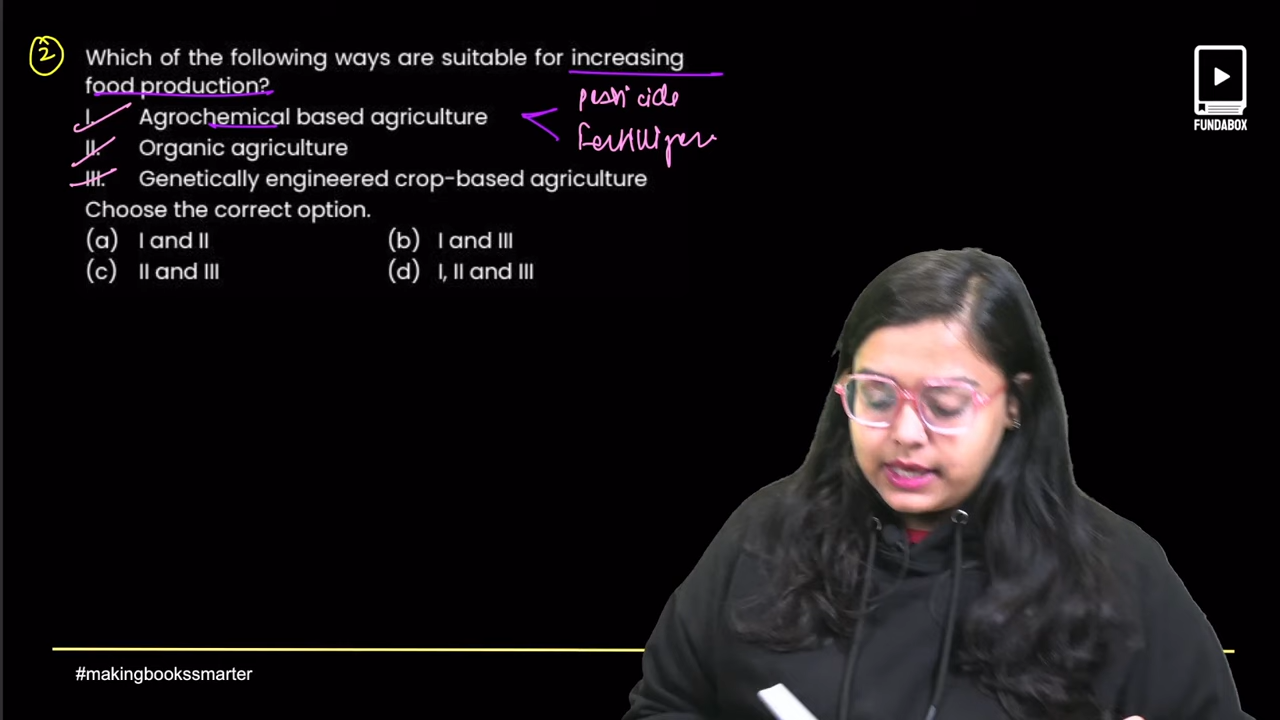 2
Which of the following ways are suitable for increasing
food production?
I. Agrochemical based agriculture
pesticide
Fertilizer
II. Organic agriculture
III. Genetically engineered crop-based agriculture
Choose the correct option.
(a) I and II (b) I and III
(c) II and III (d) I, II and III
FUNDABOX
#makingbookssmarter